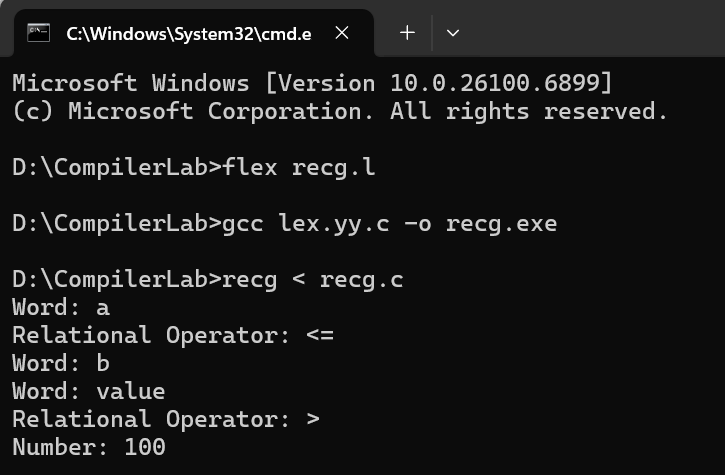 C:\Windows\System32\cmd.e
Microsoft Windows [Version 10.0.26100.6899]
(c) Microsoft Corporation. All rights reserved.
D:\CompilerLab>flex recg.l
D:\CompilerLab>gcc lex.yy.c -o recg.exe
D:\CompilerLab>recg < recg.c
Word: a
Relational Operator: <=
Word: b
Word: value
Relational Operator: >
Number: 100